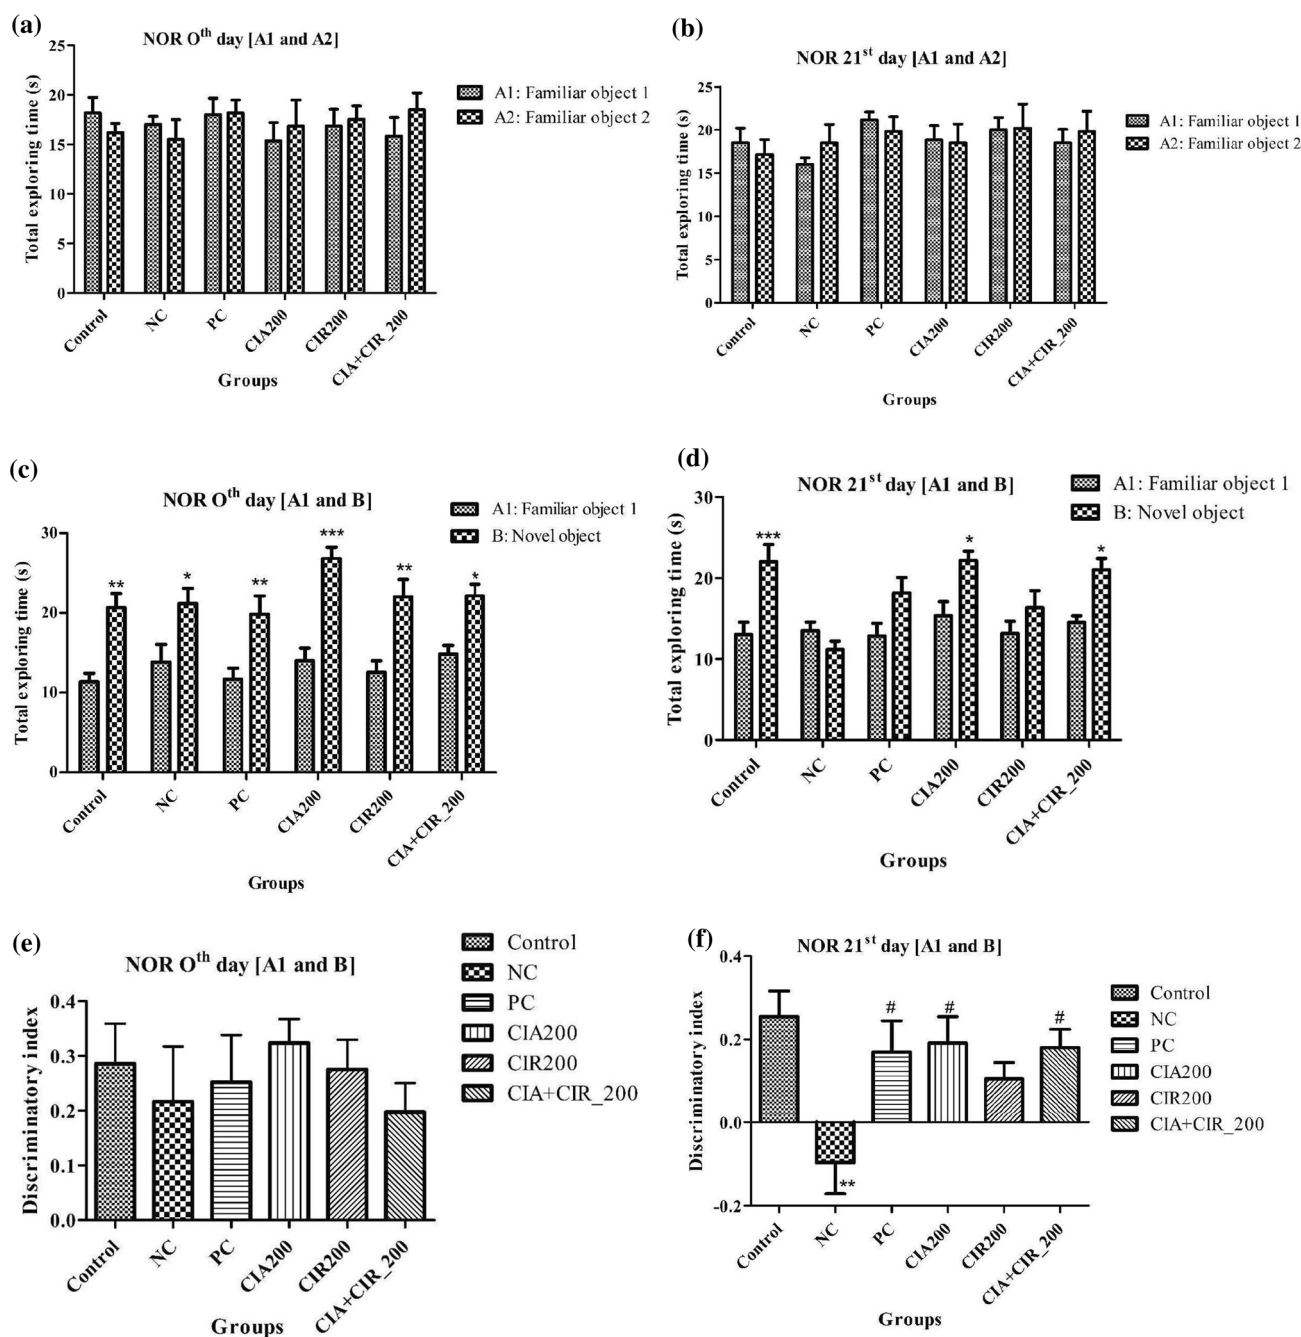 (a)
NOR Oth day [A1 and A2]
Total exploring time (s)
25
20
15
10
5
0
Control
NC
PC
CIA200
CIR200
CIA+CIR_200
Groups
A1: Familiar object 1
A2: Familiar object 2
(b)
NOR 21st day [A1 and A2]
Total exploring time (s)
25
20
15
10
5
0
Control
NC
PC
CIA200
CIR200
CIA+CIR_200
Groups
A1: Familiar object 1
A2: Familiar object 2
(c)
NOR Oth day [A1 and B]
Total exploring time (s)
30
20
10
0
**
*
**
***
**
*
Control
NC
PC
CIA200
CIR200
CIA+CIR_200
Groups
A1: Familiar object 1
B: Novel object
(d)
NOR 21st day [A1 and B]
Total exploring time (s)
30
20
10
0
***
*
*
Control
NC
PC
CIA200
CIR200
CIA+CIR_200
Groups
A1: Familiar object 1
B: Novel object
(e)
NOR Oth day [A1 and B]
Discriminatory index
0.4
0.3
0.2
0.1
0.0
Control
NC
PC
CIA200
CIR200
CIA+CIR_200
Groups
Control
NC
PC
CIA200
CIR200
CIA+CIR_200
(f)
NOR 21st day [A1 and B]
Discriminatory index
0.4
0.2
0.0
-0.2
**
#
#
#
Control
NC
PC
CIA200
CIR200
CIA+CIR_200
Groups
Control
NC
PC
CIA200
CIR200
CIA+CIR_200